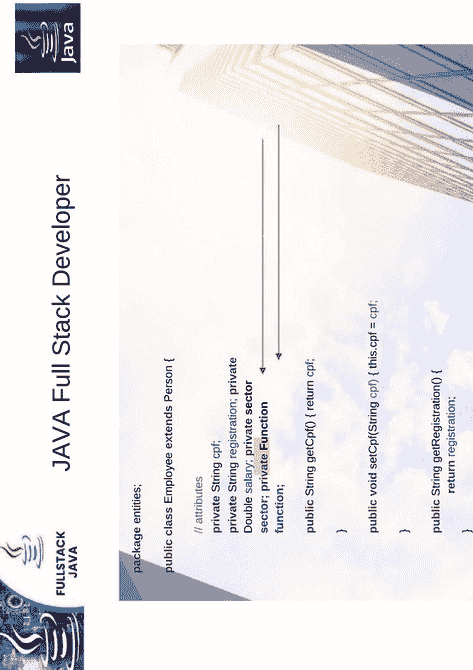 FULLSTACK
JAVA
JAVA Full Stack Developer
Java
package entities;
public class Employee extends Person {
// attributes
private String cpf;
private String registration; private
Double salary; private sector
sector; private Function
function;
public String getCpf() { return cpf;
}
public void setCpf(String cpf) { this.cpf = cpf;
}
public String getRegistration() {
return registration;
}